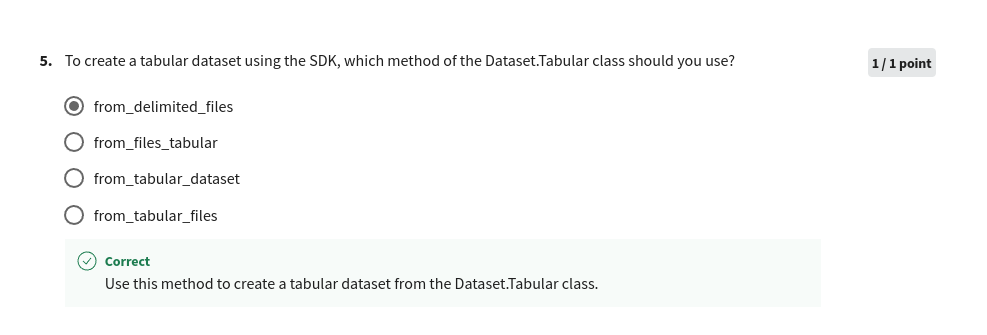 5. To create a tabular dataset using the SDK, which method of the Dataset.Tabular class should you use?
1 / 1 point
from_delimited_files
from_files_tabular
from_tabular_dataset
from_tabular_files
Correct
Use this method to create a tabular dataset from the Dataset.Tabular class.